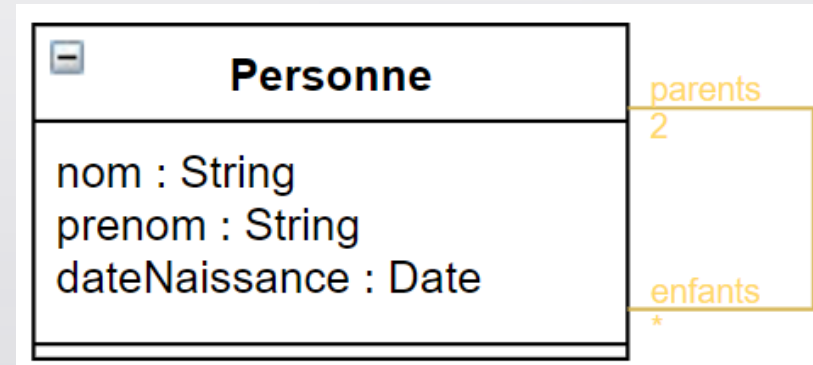 Personne
parents
2
nom : String
prenom : String
dateNaissance : Date
enfants
*